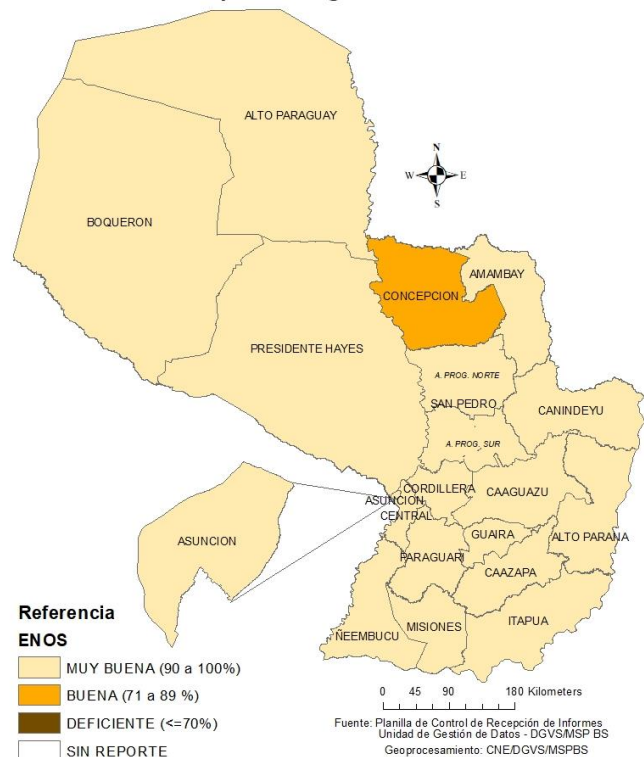 ALTO PARAGUAY
N
W E
S
BOQUERON
AMAMBAY
CONCEPCION
PRESIDENTE HAYES
A. PROG. NORTE
SAN PEDRO
CANINDEYU
A. PROG. SUR
CORDILLERA
CAAGUAZU
ASUNCION
CENTRAL
ASUNCION
GUAIRA
ALTO PARANA
PARAGUARI
CAAZAPA
ITAPUA
MISIONES
ÑEEMBUCU
Referencia
ENOS
MUY BUENA (90 a 100%)
BUENA (71 a 89 %)
DEFICIENTE (<=70%)
SIN REPORTE
0 45 90 180 Kilometers
Fuente: Planilla de Control de Recepción de Informes
Unidad de Gestión de Datos - DGVS/MSP BS
Geoprocesamiento: CNE/DGVS/MSPBS